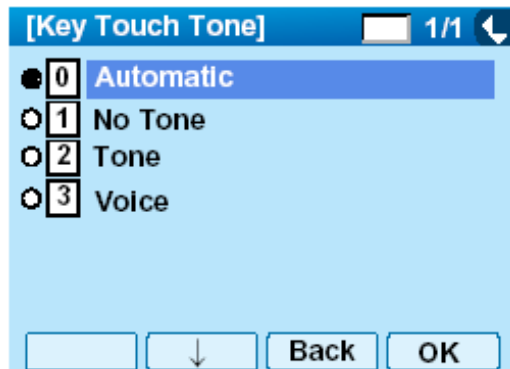 [Key Touch Tone] 1/1
0 Automatic
1 No Tone
2 Tone
3 Voice
↓ Back OK